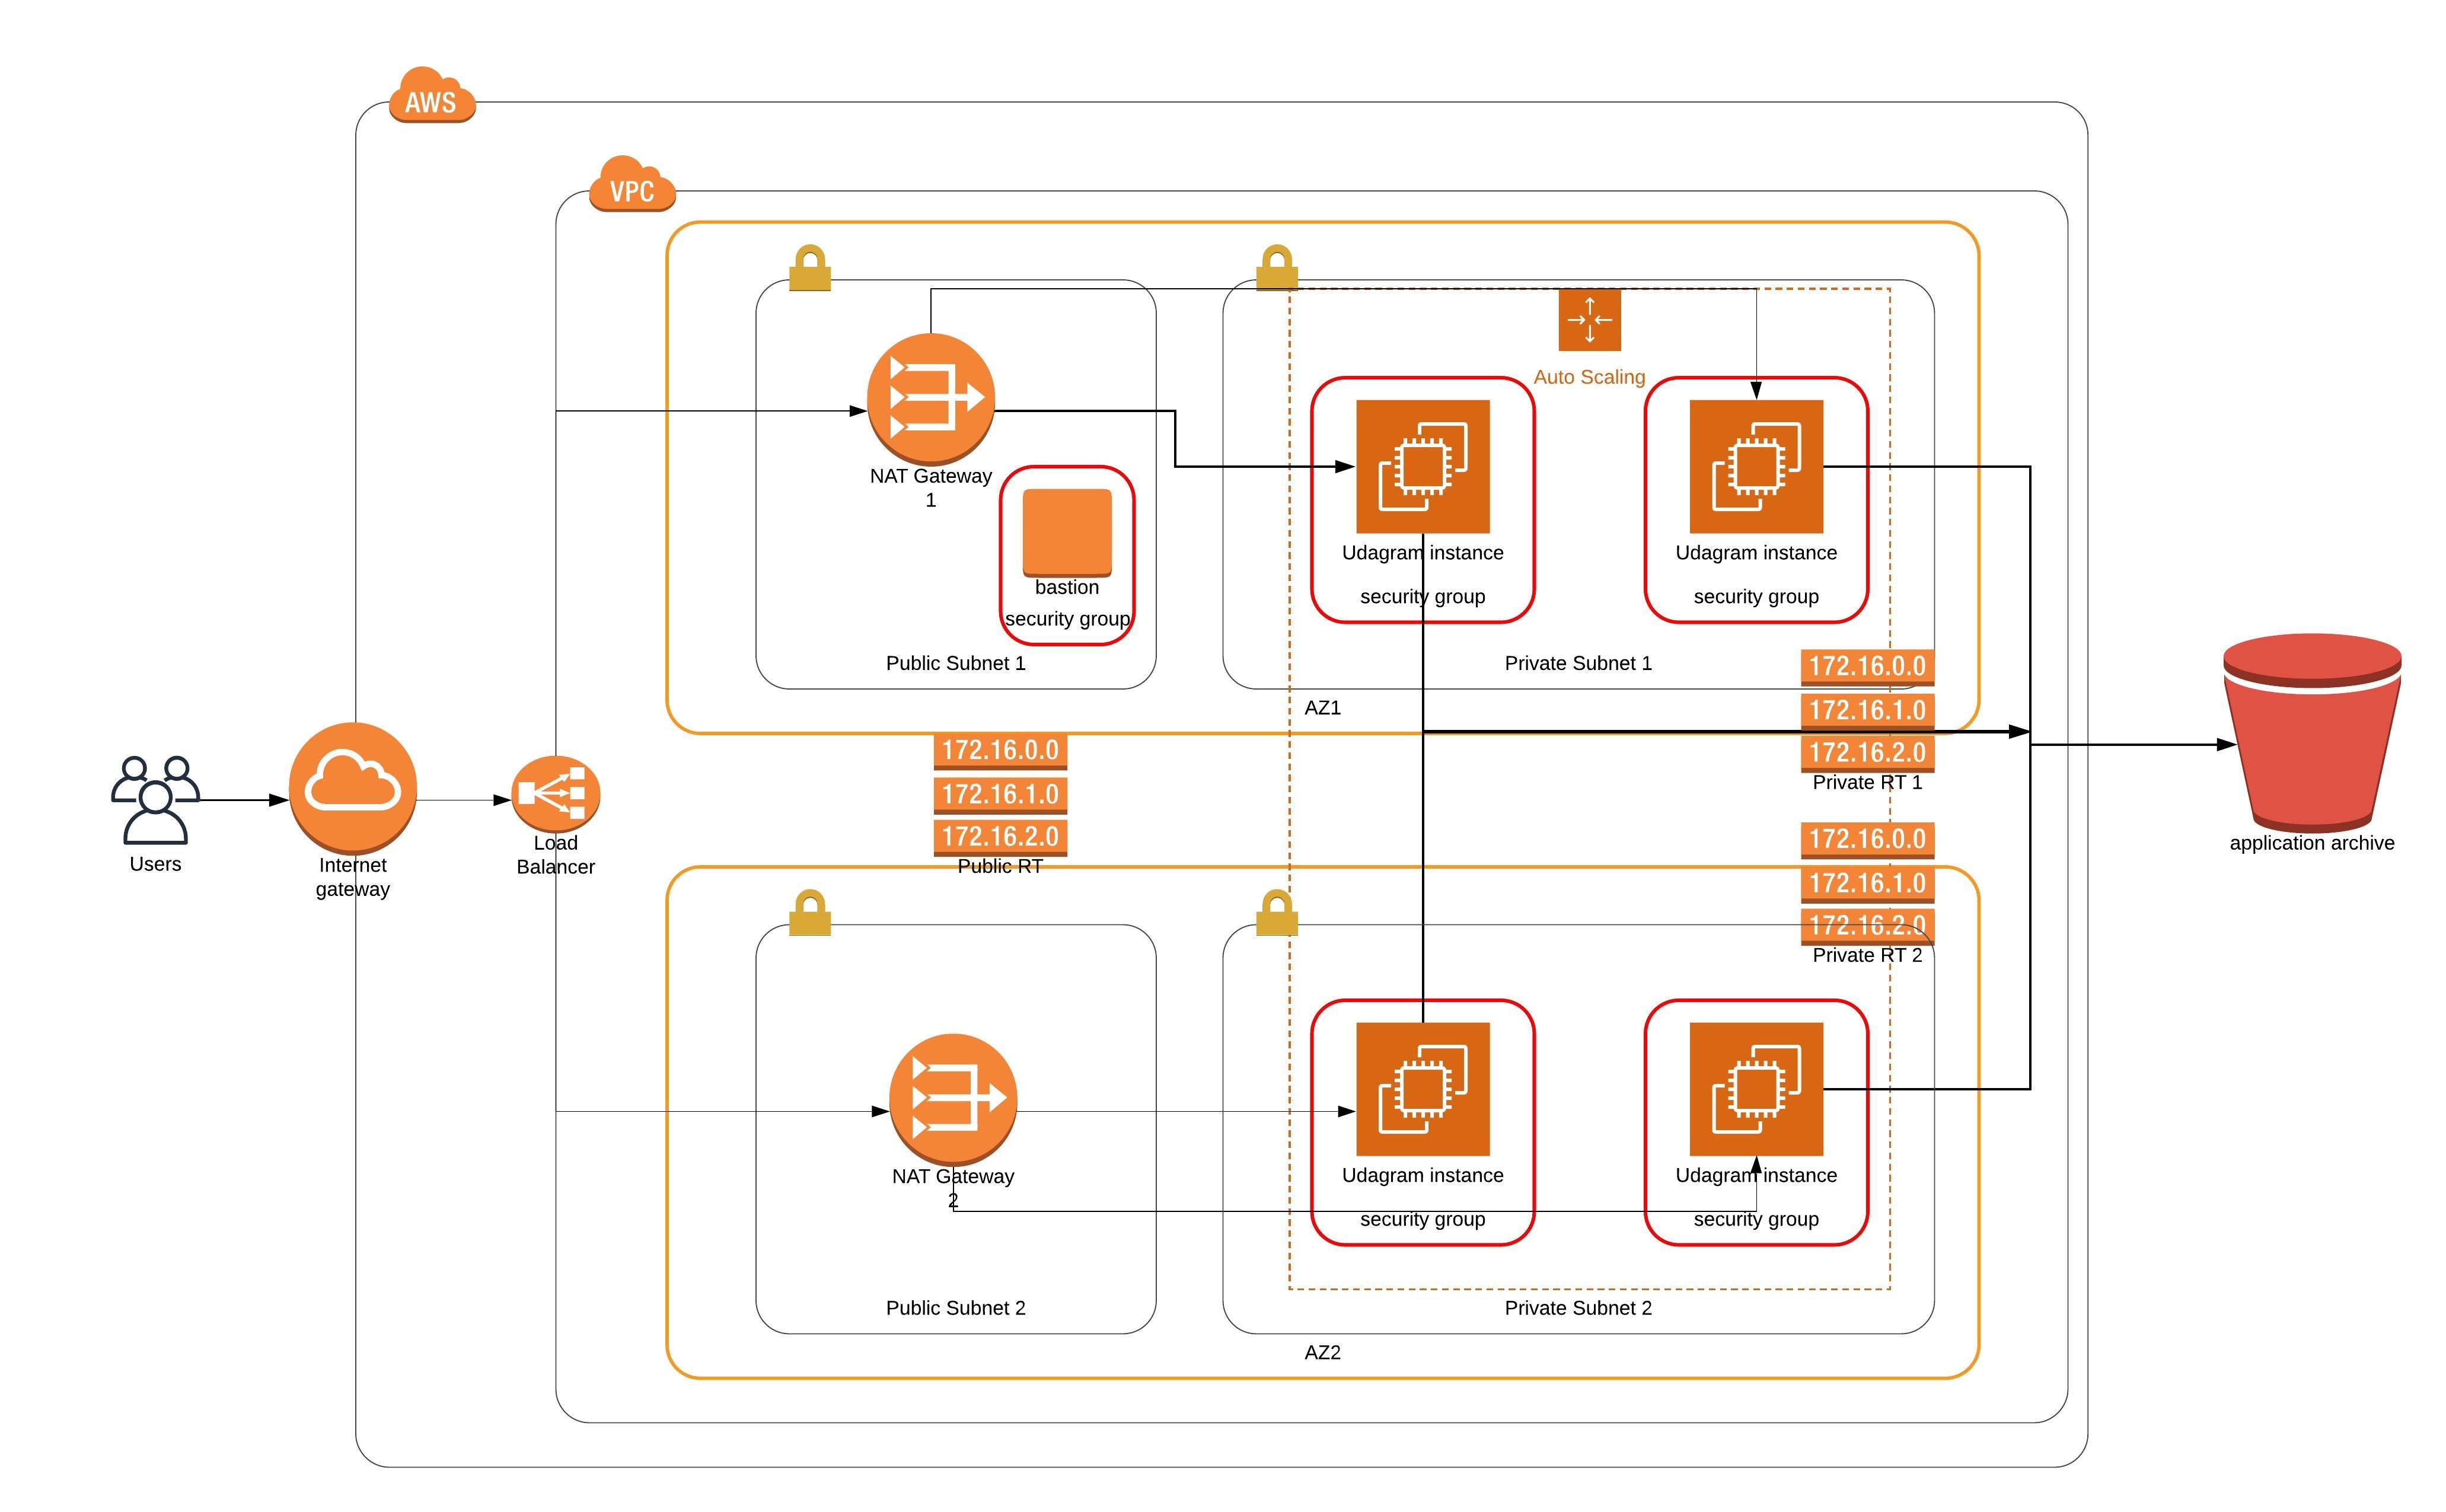 AWS
VPC
Auto Scaling
NAT Gateway
1
bastion
security group
Udagram instance
security group
Udagram instance
security group
Public Subnet 1
Private Subnet 1
AZ1
172.16.0.0
172.16.1.0
172.16.2.0
Private RT 1
172.16.0.0
172.16.1.0
172.16.2.0
Public RT
Users
Internet
gateway
Load
Balancer
application archive
172.16.0.0
172.16.1.0
172.16.2.0
Private RT 2
NAT Gateway
2
Udagram instance
security group
Udagram instance
security group
Public Subnet 2
Private Subnet 2
AZ2